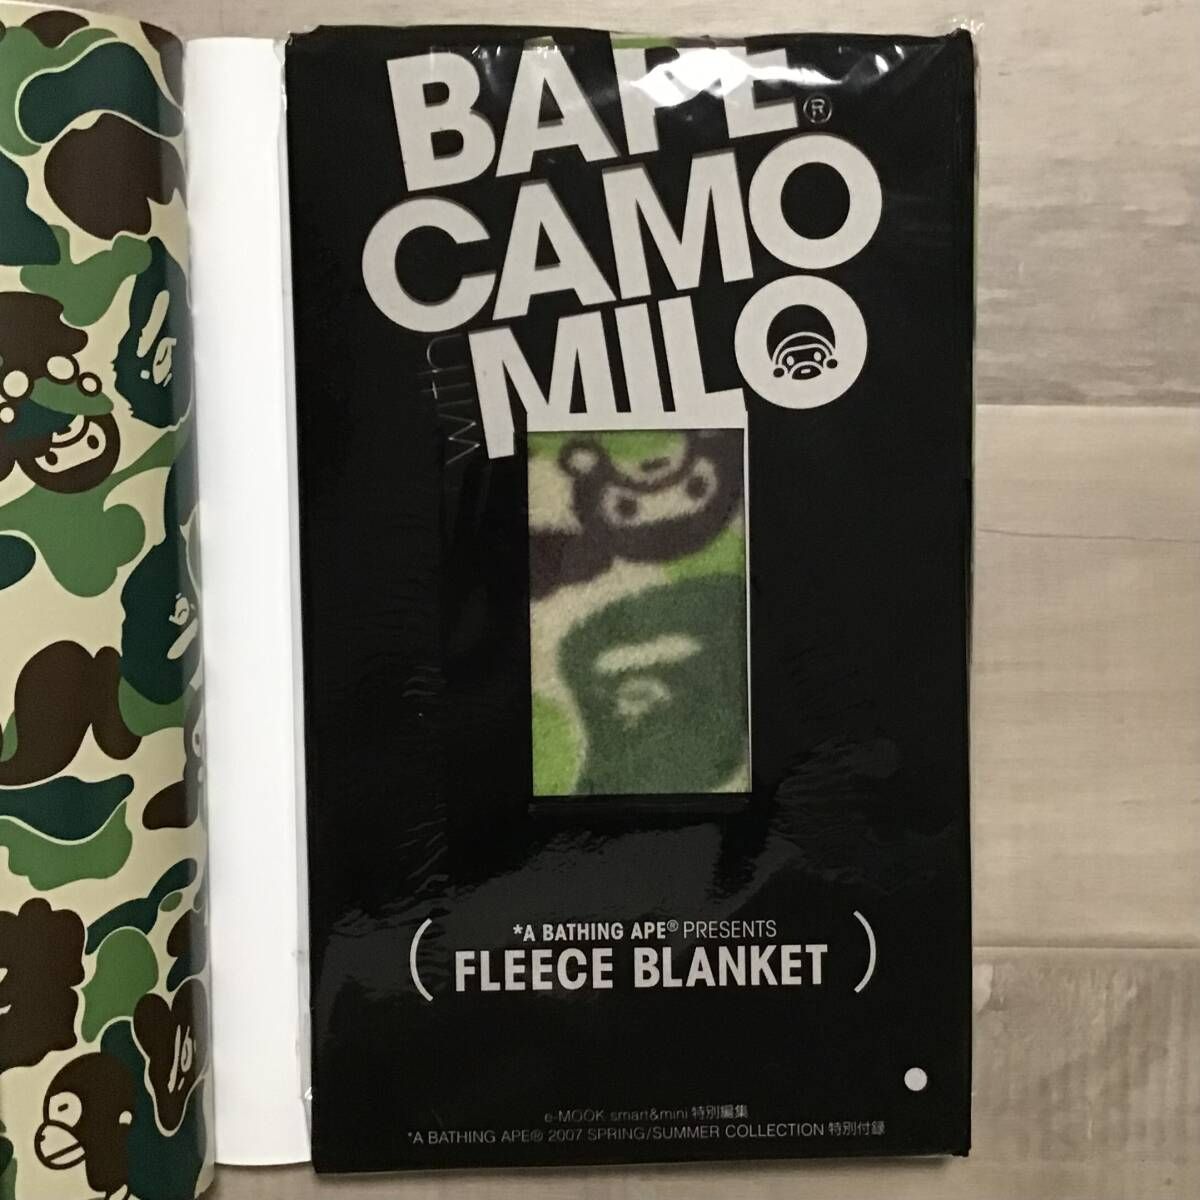 BAPE®
CAMO
MILO
*A BATHING APE® PRESENTS
( FLEECE BLANKET )
e-MOOK smart&mini 特別編集
*A BATHING APE® 2007 SPRING/SUMMER COLLECTION 特別付録